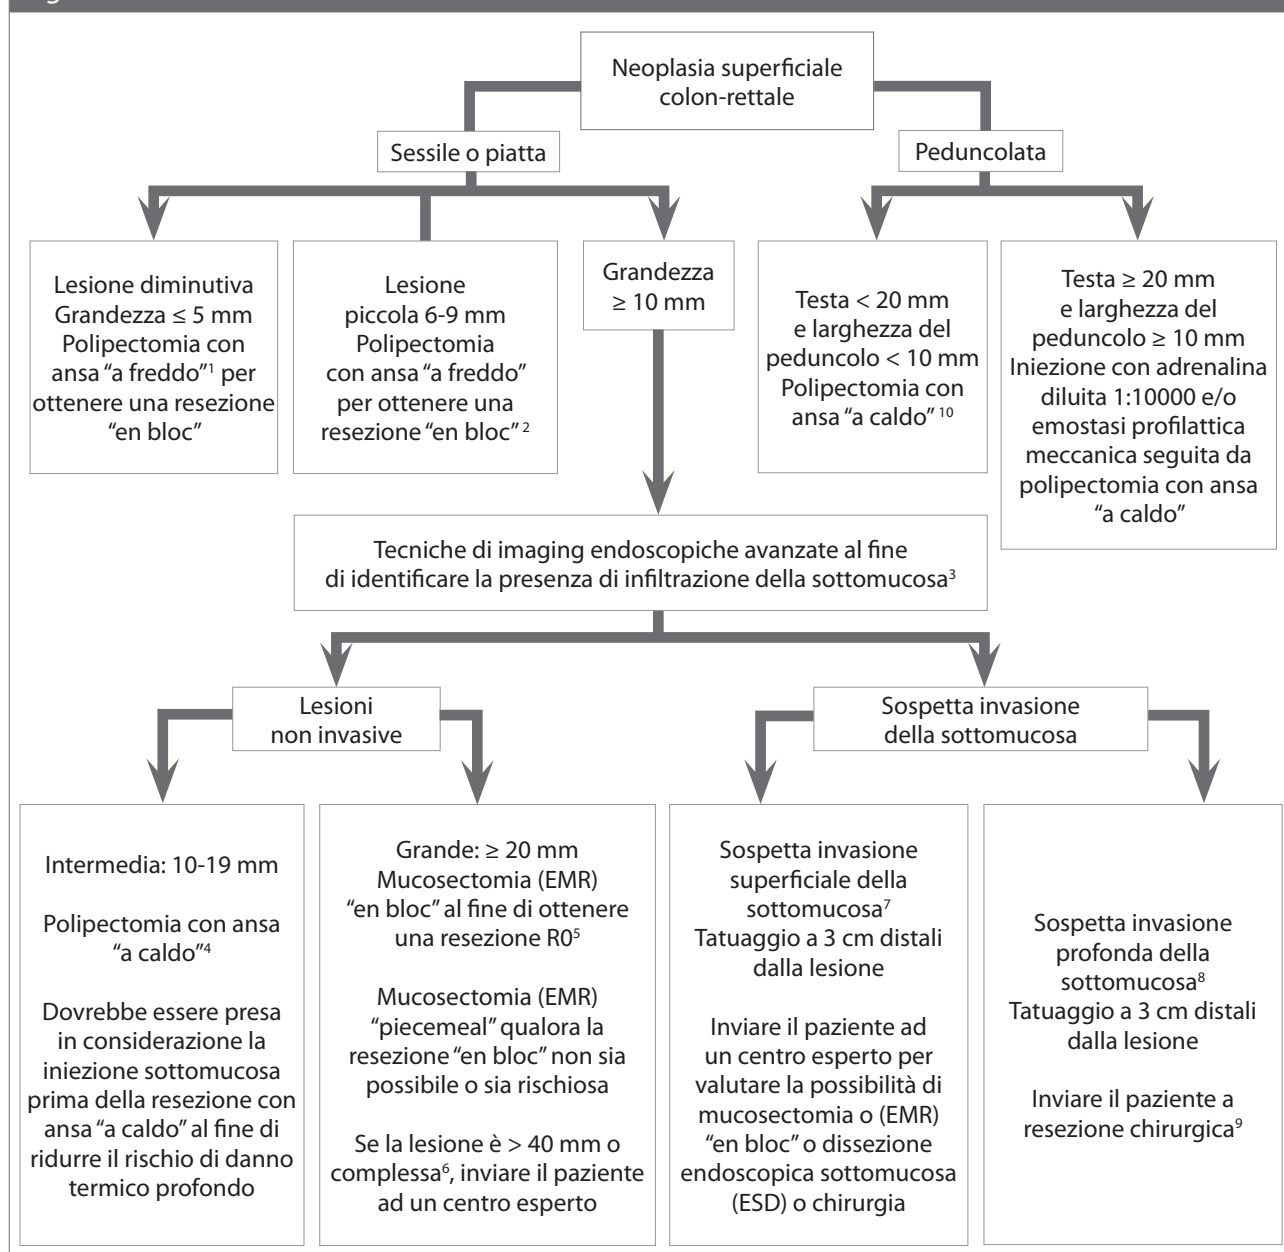 Neoplasia superficiale
colon-rettale
Sessile o piatta
Peduncolata
Lesione diminutiva
Grandezza ≤ 5 mm
Polipectomia con
ansa “a freddo”¹ per
ottenere una resezione
“en bloc”
Lesione
piccola 6-9 mm
Polipectomia
con ansa “a freddo”
per ottenere una
resezione “en bloc” ²
Grandezza
≥ 10 mm
Testa < 20 mm
e larghezza del
peduncolo < 10 mm
Polipectomia con
ansa “a caldo” ¹⁰
Testa ≥ 20 mm
e larghezza del
peduncolo ≥ 10 mm
Iniezione con adrenalina
diluita 1:10000 e/o
emostasi profilattica
meccanica seguita da
polipectomia con ansa
“a caldo”
Tecniche di imaging endoscopiche avanzate al fine
di identificare la presenza di infiltrazione della sottomucosa³
Lesioni
non invasive
Sospetta invasione
della sottomucosa
Intermedia: 10-19 mm
Polipectomia con ansa
“a caldo”⁴
Dovrebbe essere presa
in considerazione la
iniezione sottomucosa
prima della resezione con
ansa “a caldo” al fine di
ridurre il rischio di danno
termico profondo
Grande: ≥ 20 mm
Mucosectomia (EMR)
“en bloc” al fine di ottenere
una resezione R0⁵
Mucosectomia (EMR)
“piecemeal” qualora la
resezione “en bloc” non sia
possibile o sia rischiosa
Se la lesione è > 40 mm o
complessa⁶, inviare il paziente
ad un centro esperto
Sospetta invasione
superficiale della
sottomucosa⁷
Tatuaggio a 3 cm distali
dalla lesione
Inviare il paziente ad
un centro esperto per
valutare la possibilità di
mucosectomia o (EMR)
“en bloc” o dissezione
endoscopica sottomucosa
(ESD) o chirurgia
Sospetta invasione
profonda della
sottomucosa⁸
Tatuaggio a 3 cm distali
dalla lesione
Inviare il paziente a
resezione chirurgica⁹